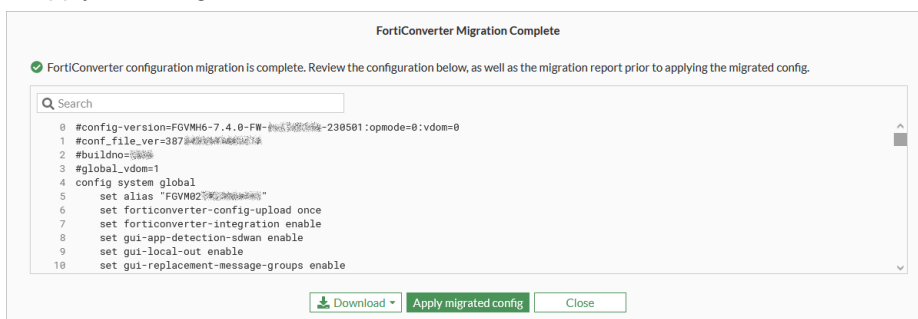 FortiConverter Migration Complete
FortiConverter configuration migration is complete. Review the configuration below, as well as the migration report prior to applying the migrated config.
Search
0 #config-version=FGVMH6-7.4.0-FW- -230501:opmode=0:vdom=0
1 #conf_file_ver=387
2 #buildno=
3 #global_vdom=1
4 config system global
5 set alias "FGVM02 "
6 set forticonverter-config-upload once
7 set forticonverter-integration enable
8 set gui-app-detection-sdwan enable
9 set gui-local-out enable
10 set gui-replacement-message-groups enable
Download Apply migrated config Close